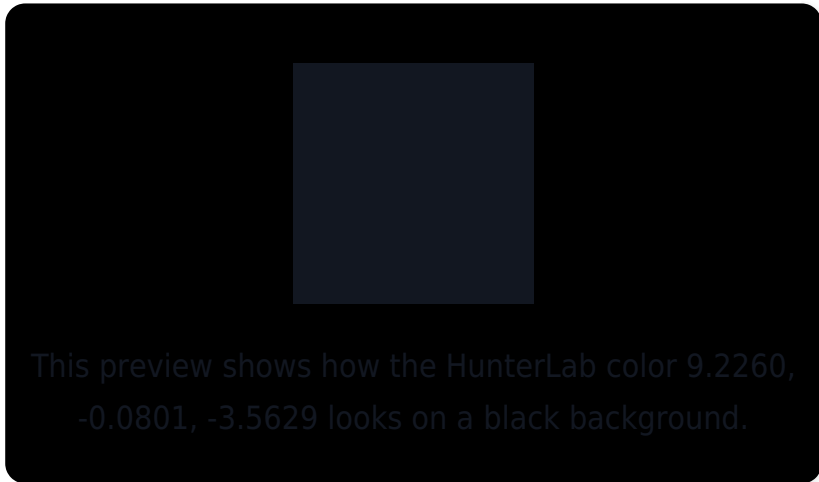 This preview shows how the HunterLab color 9.2260,
-0.0801, -3.5629 looks on a black background.